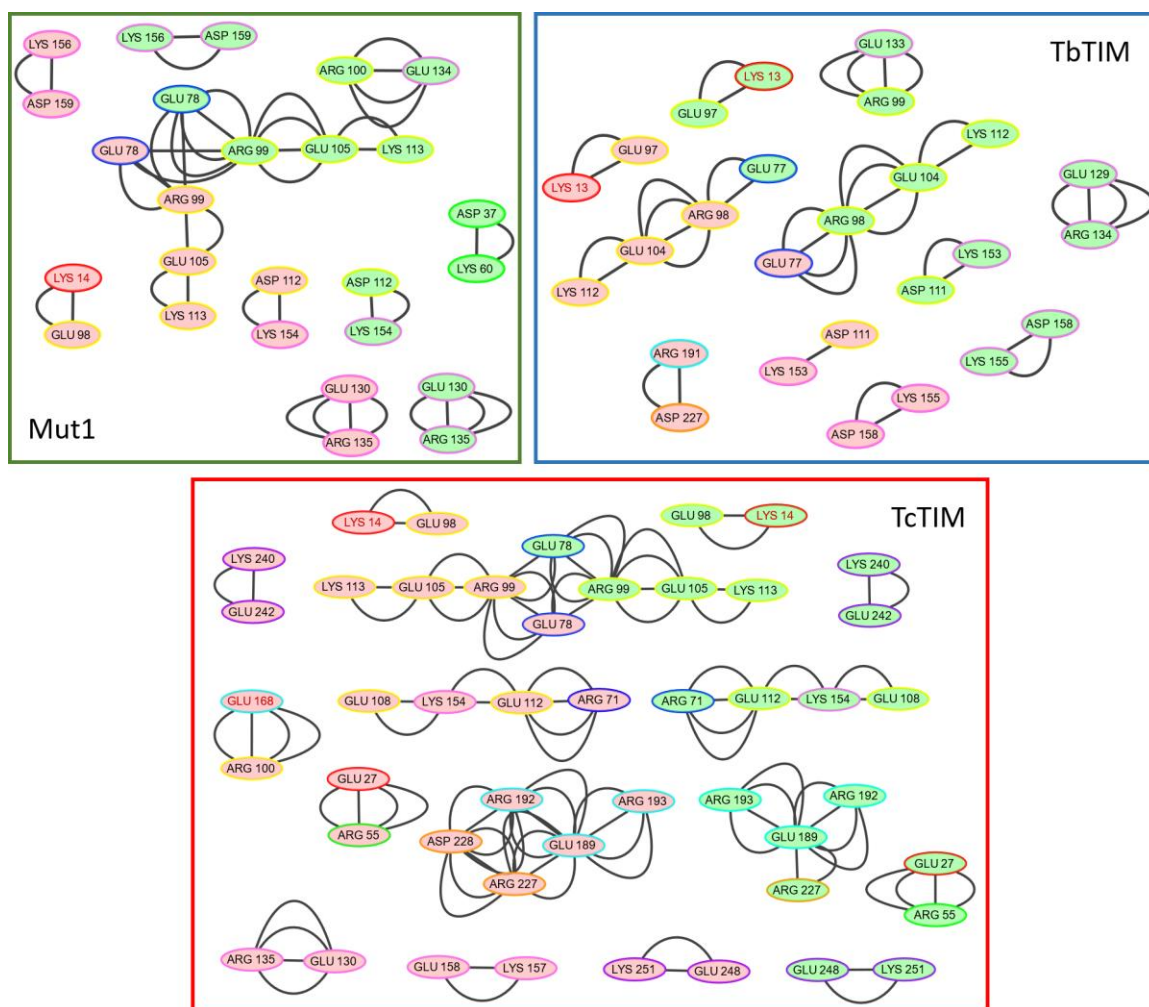 LYS 156
ASP 159
LYS 156
ASP 159
ARG 100
GLU 134
GLU 78
GLU 78
ARG 99
GLU 105
LYS 113
ARG 99
GLU 105
LYS 113
ASP 37
LYS 60
LYS 14
GLU 98
ASP 112
LYS 154
ASP 112
LYS 154
GLU 130
ARG 135
GLU 130
ARG 135
Mut1
TbTIM
LYS 13
GLU 97
GLU 133
ARG 99
GLU 97
LYS 13
LYS 112
GLU 77
GLU 104
ARG 98
ARG 98
GLU 104
GLU 77
LYS 112
GLU 129
ARG 134
LYS 153
ASP 111
ARG 191
ASP 227
ASP 111
LYS 153
ASP 158
LYS 155
LYS 155
ASP 158
TcTIM
LYS 14
GLU 98
GLU 98
LYS 14
LYS 240
GLU 242
GLU 78
LYS 113
GLU 105
ARG 99
ARG 99
GLU 105
LYS 113
GLU 78
LYS 240
GLU 242
GLU 168
ARG 100
GLU 108
LYS 154
GLU 112
ARG 71
ARG 71
GLU 112
LYS 154
GLU 108
GLU 27
ARG 55
ARG 192
ARG 193
ASP 228
GLU 189
ARG 227
ARG 193
ARG 192
GLU 189
ARG 227
GLU 27
ARG 55
ARG 135
GLU 130
GLU 158
LYS 157
LYS 251
GLU 248
GLU 248
LYS 251